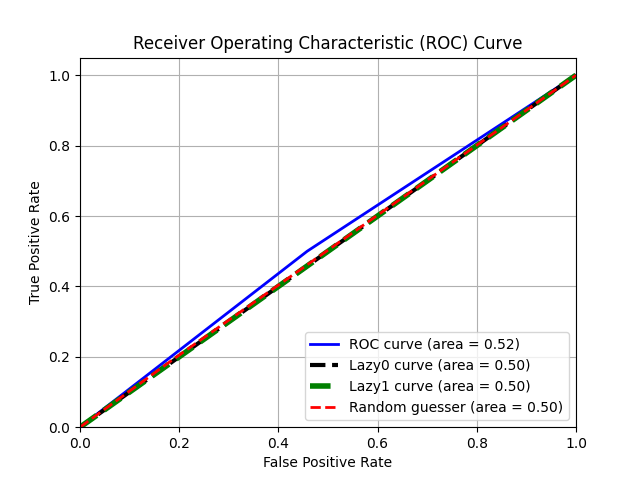 Receiver Operating Characteristic (ROC) Curve
1.0
0.8
0.6
0.4
0.2
0.0
True Positive Rate
ROC curve (area = 0.52)
Lazy0 curve (area = 0.50)
Lazy1 curve (area = 0.50)
Random guesser (area = 0.50)
0.0 0.2 0.4 0.6 0.8 1.0
False Positive Rate